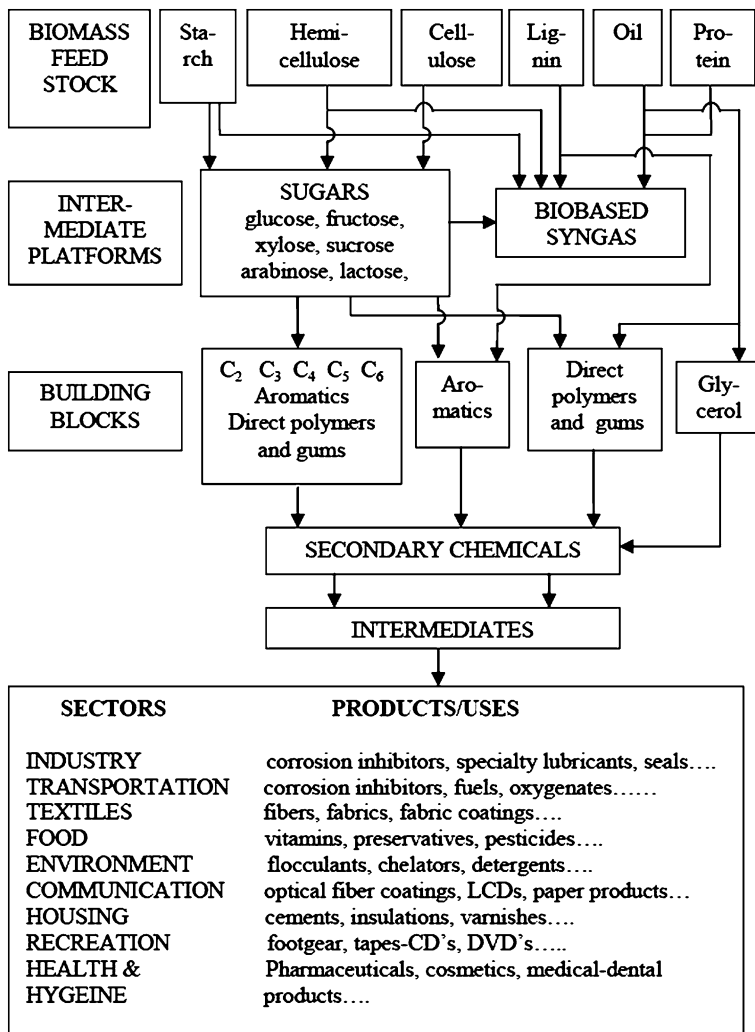 BIOMASS
FEED
STOCK
Sta-
rch
Hemi-
cellulose
Cell-
ulose
Lig-
nin
Oil
Pro-
tein
INTER-
MEDIATE
PLATFORMS
SUGARS
glucose, fructose,
xylose, sucrose
arabinose, lactose,
BIOBASED
SYNGAS
BUILDING
BLOCKS
C₂ C₃ C₄ C₅ C₆
Aromatics
Direct polymers
and gums
Aro-
matics
Direct
polymers
and gums
Gly-
cerol
SECONDARY CHEMICALS
INTERMEDIATES
SECTORS PRODUCTS/USES
INDUSTRY corrosion inhibitors, specialty lubricants, seals....
TRANSPORTATION corrosion inhibitors, fuels, oxygenates......
TEXTILES fibers, fabrics, fabric coatings....
FOOD vitamins, preservatives, pesticides....
ENVIRONMENT flocculants, chelators, detergents....
COMMUNICATION optical fiber coatings, LCDs, paper products...
HOUSING cements, insulations, varnishes....
RECREATION footgear, tapes-CD's, DVD's.....
HEALTH & Pharmaceuticals, cosmetics, medical-dental
HYGEINE products....